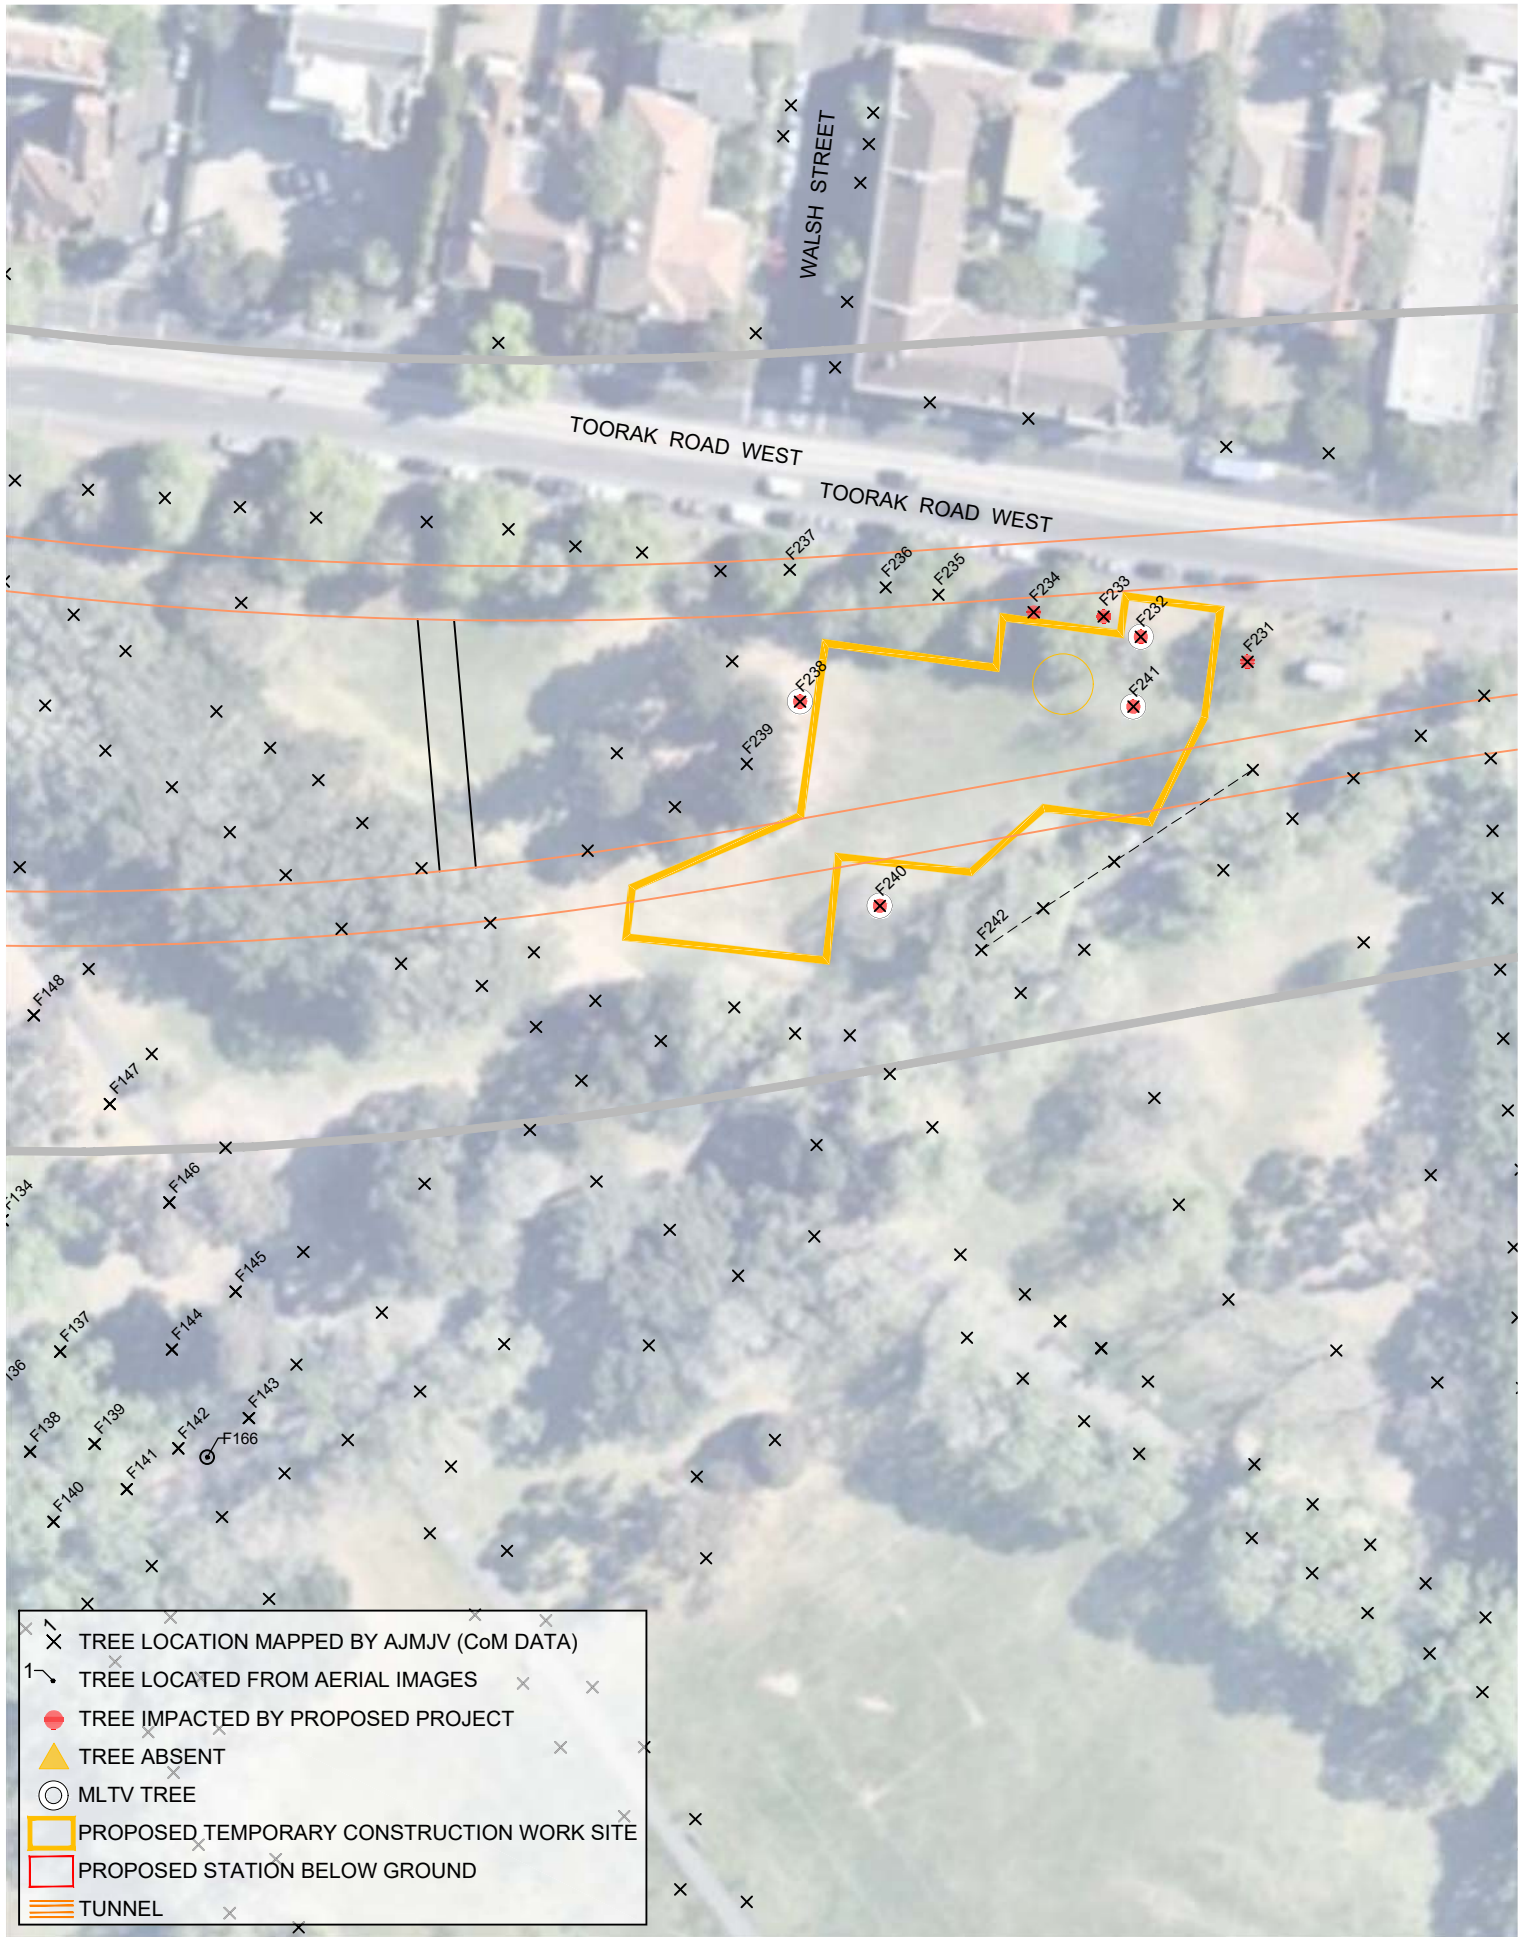 WALSH STREET
TOORAK ROAD WEST
TOORAK ROAD WEST
F237
F236
F235
F234
F233
F232
F231
F238
F241
F239
F240
F242
F148
F147
F146
F134
F145
F144
F137
136
F143
F142
F166
F139
F138
F141
F140
1
TREE LOCATION MAPPED BY AJMJV (CoM DATA)
1
TREE LOCATED FROM AERIAL IMAGES
TREE IMPACTED BY PROPOSED PROJECT
TREE ABSENT
MLTV TREE
PROPOSED TEMPORARY CONSTRUCTION WORK SITE
PROPOSED STATION BELOW GROUND
TUNNEL